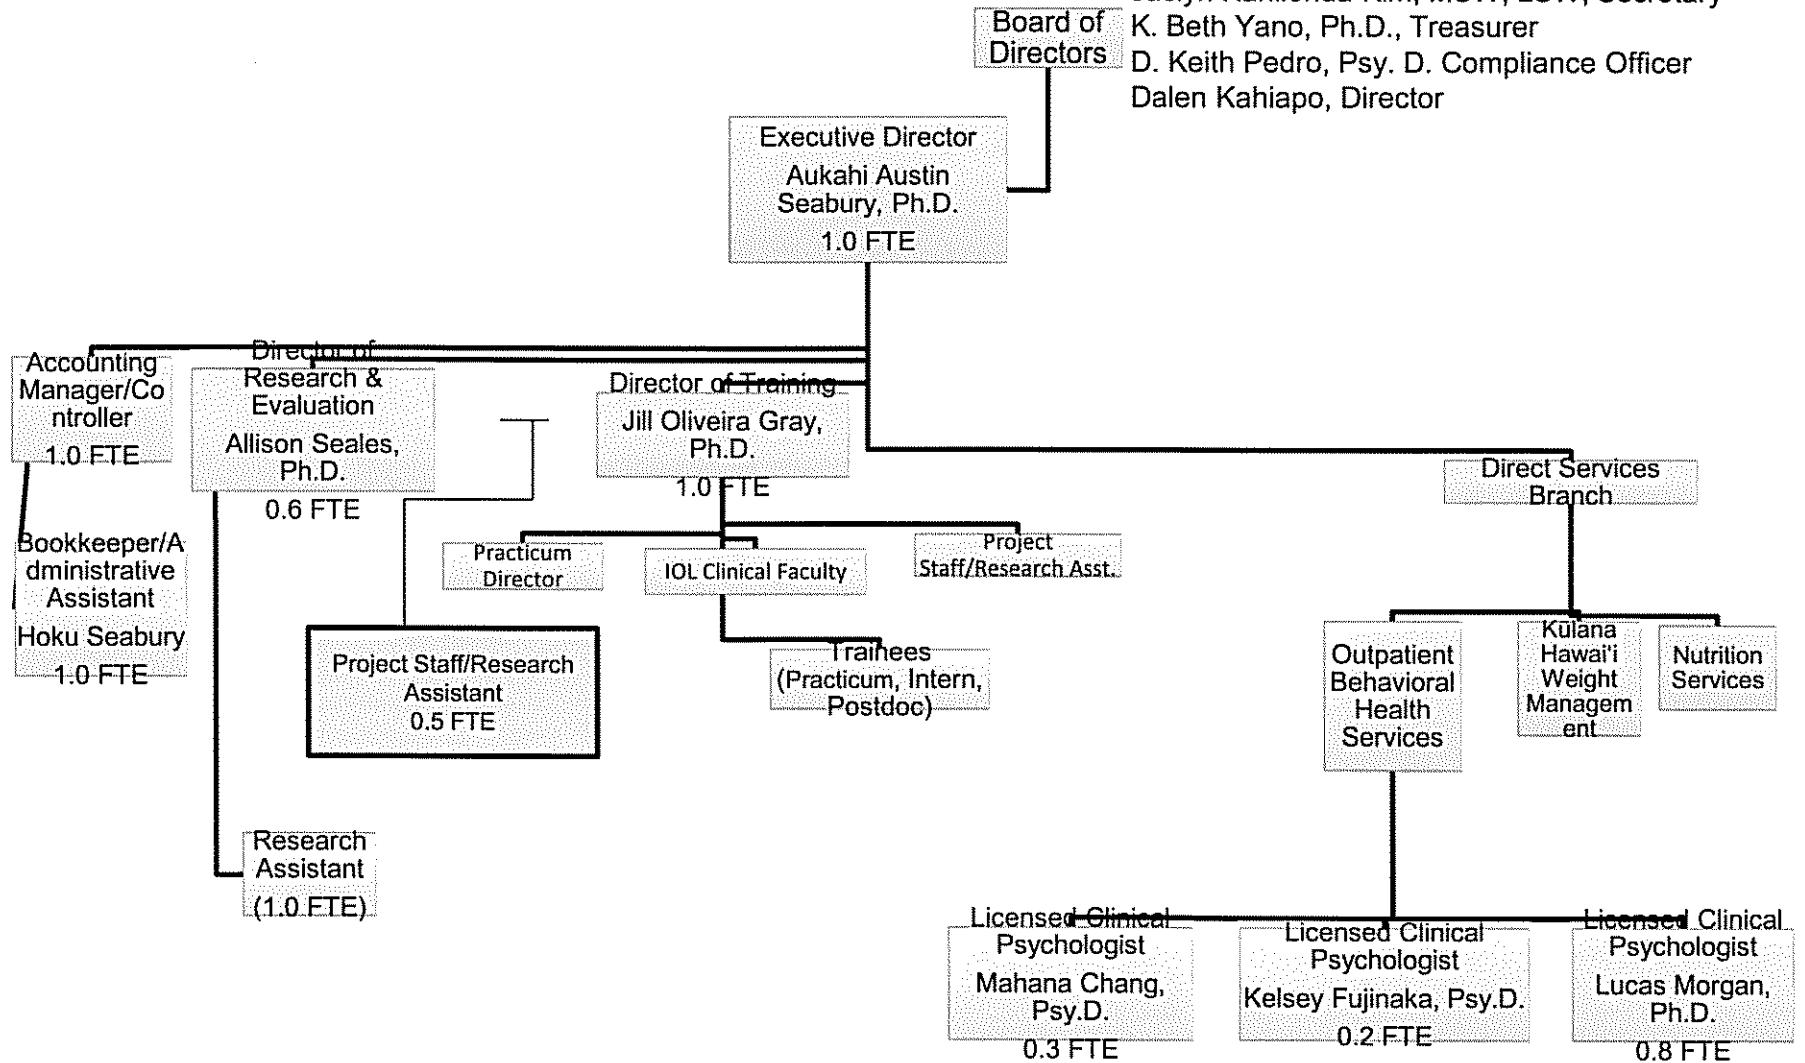 Board of
Directors
K. Beth Yano, Ph.D., Treasurer
D. Keith Pedro, Psy. D. Compliance Officer
Dalen Kahiapo, Director
Executive Director
Aukahi Austin
Seabury, Ph.D.
1.0 FTE
Accounting
Manager/Co
ntroller
1.0 FTE
Director of
Research &
Evaluation
Allison Seales,
Ph.D.
0.6 FTE
Director of Training
Jill Oliveira Gray,
Ph.D.
1.0 FTE
Direct Services
Branch
Bookkeeper/A
dministrative
Assistant
Hoku Seabury
1.0 FTE
Practicum
Director
IOL Clinical Faculty
Project
Staff/Research Asst.
Project Staff/Research
Assistant
0.5 FTE
Trainees
(Practicum, Intern,
Postdoc)
Outpatient
Behavioral
Health
Services
Kulana
Hawai'i
Weight
Managem
ent
Nutrition
Services
Research
Assistant
(1.0 FTE)
Licensed Clinical
Psychologist
Mahana Chang,
Psy.D.
0.3 FTE
Licensed Clinical
Psychologist
Kelsey Fujinaka, Psy.D.
0.2 FTE
Licensed Clinical
Psychologist
Lucas Morgan,
Ph.D.
0.8 FTE